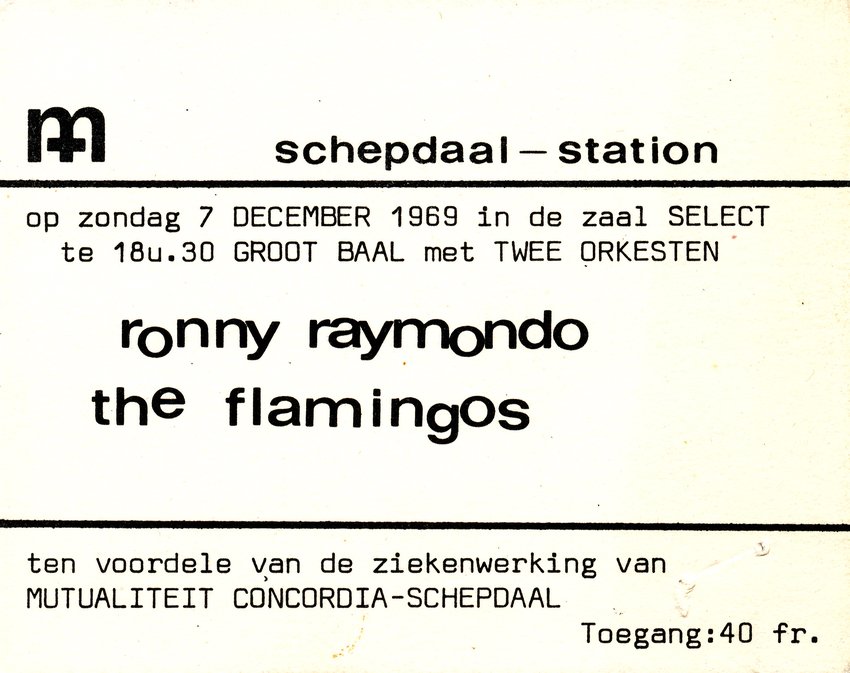 schepdaal – station
op zondag 7 DECEMBER 1969 in de zaal SELECT
te 18u.30 GROOT BAAL met TWEE ORKESTEN
ronny raymondo
the flamingos
ten voordele van de ziekenwerking van
MUTUALITEIT CONCORDIA-SCHEPDAAL
Toegang:40 fr.